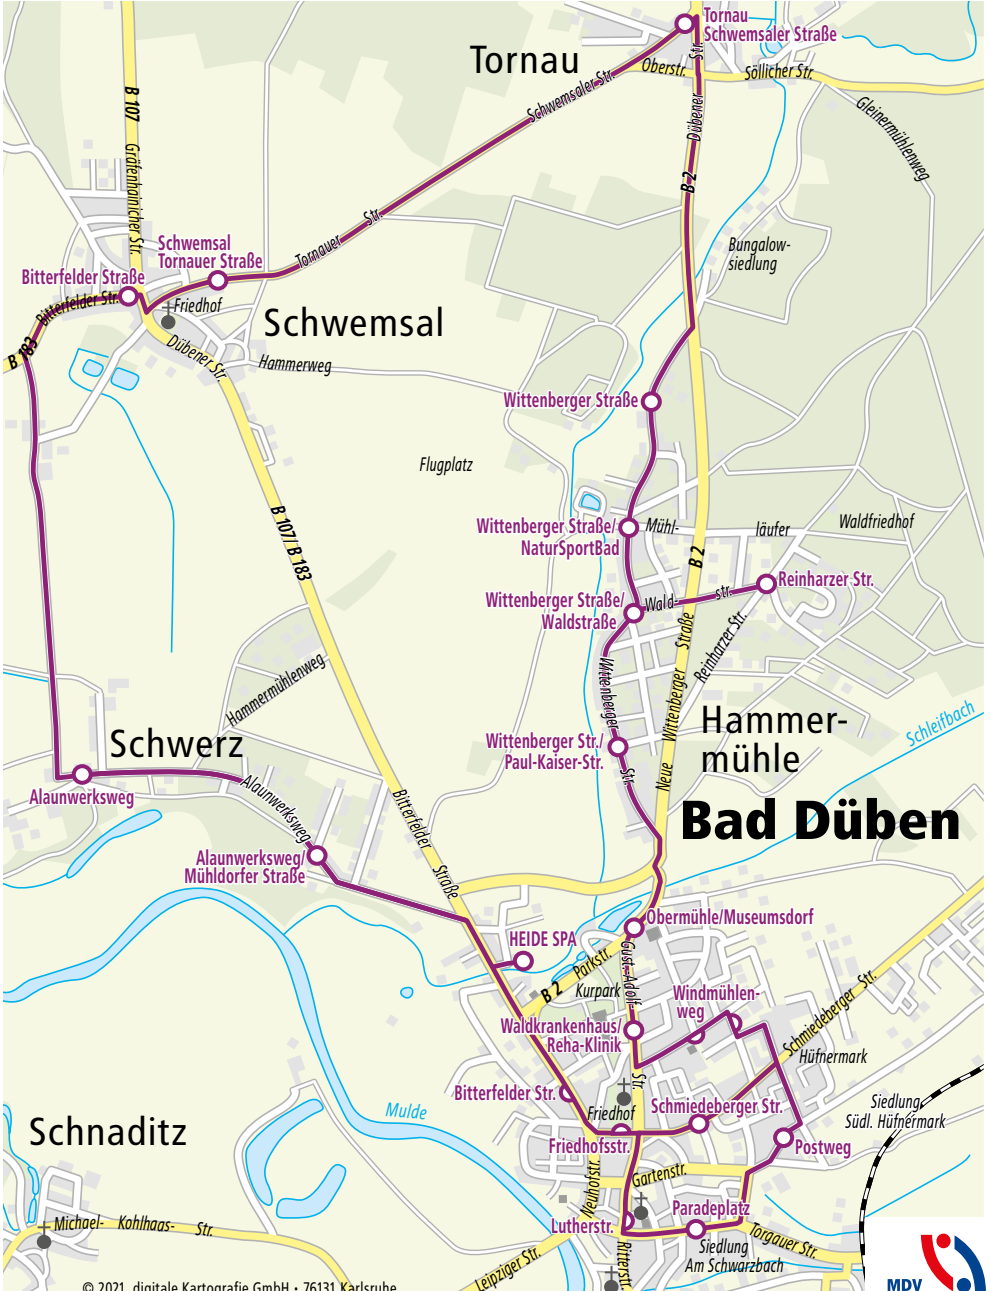 Tornau
Schwemsaler Straße
Tornau
Oberstr.
Söllicher Str.
Schwemsaler Str.
Dübener
Str.
B 107
Gräfenhainicher Str.
Gleinermühlenweg
B 2
Schwemsal
Tornauer Straße
Tornauer
Str.
Bungalow-
siedlung
Bitterfelder Straße
Bitterfelder Str.
Friedhof
Schwemsal
B 183
Dübener Str.
Hammerweg
Wittenberger Straße
Flugplatz
Wittenberger Straße/
NaturSportBad
Mühl-
läufer
Waldfriedhof
B 107/ B 183
B 2
Wittenberger Straße/
Waldstraße
Wald-
str.
Reinharzer Str.
Reinharzer Str.
Hammermühlenweg
Wittenberger
Str.
Neue
Wittenberger
Straße
Schleifbach
Hammer-
mühle
Wittenberger Str./
Paul-Kaiser-Str.
Schwerz
Alaunwerksweg
Alaunwerksweg
Bad Düben
Bitterfelder
Straße
Alaunwerksweg/
Mühldorfer Straße
Obermühle/Museumsdorf
HEIDE SPA
Gust.-Adolf-
Str.
Parkstr.
B 2
Kurpark
Windmühlen-
weg
Schmiedeberger Str.
Waldkrankenhaus/
Reha-Klinik
Hüfnermark
Bitterfelder Str.
Friedhof
Schmiedeberger Str.
Siedlung
Südl. Hüfnermark
Mulde
Schnaditz
Friedhofsstr.
Postweg
Gartenstr.
Neuhofstr.
Paradeplatz
Lutherstr.
Michael-
Kohlhaas-
Str.
Torgauer Str.
Siedlung
Am Schwarzbach
Ritterstr.
Leipziger Str.
© 2021, digitale Kartografie GmbH • 76131 Karlsruhe
MDV